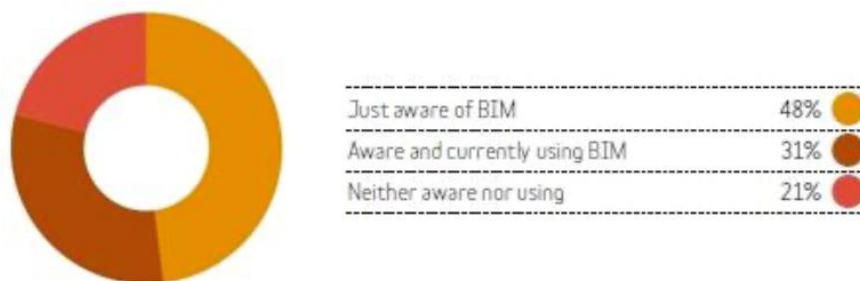 Just aware of BIM 48%
Aware and currently using BIM 31%
Neither aware nor using 21%